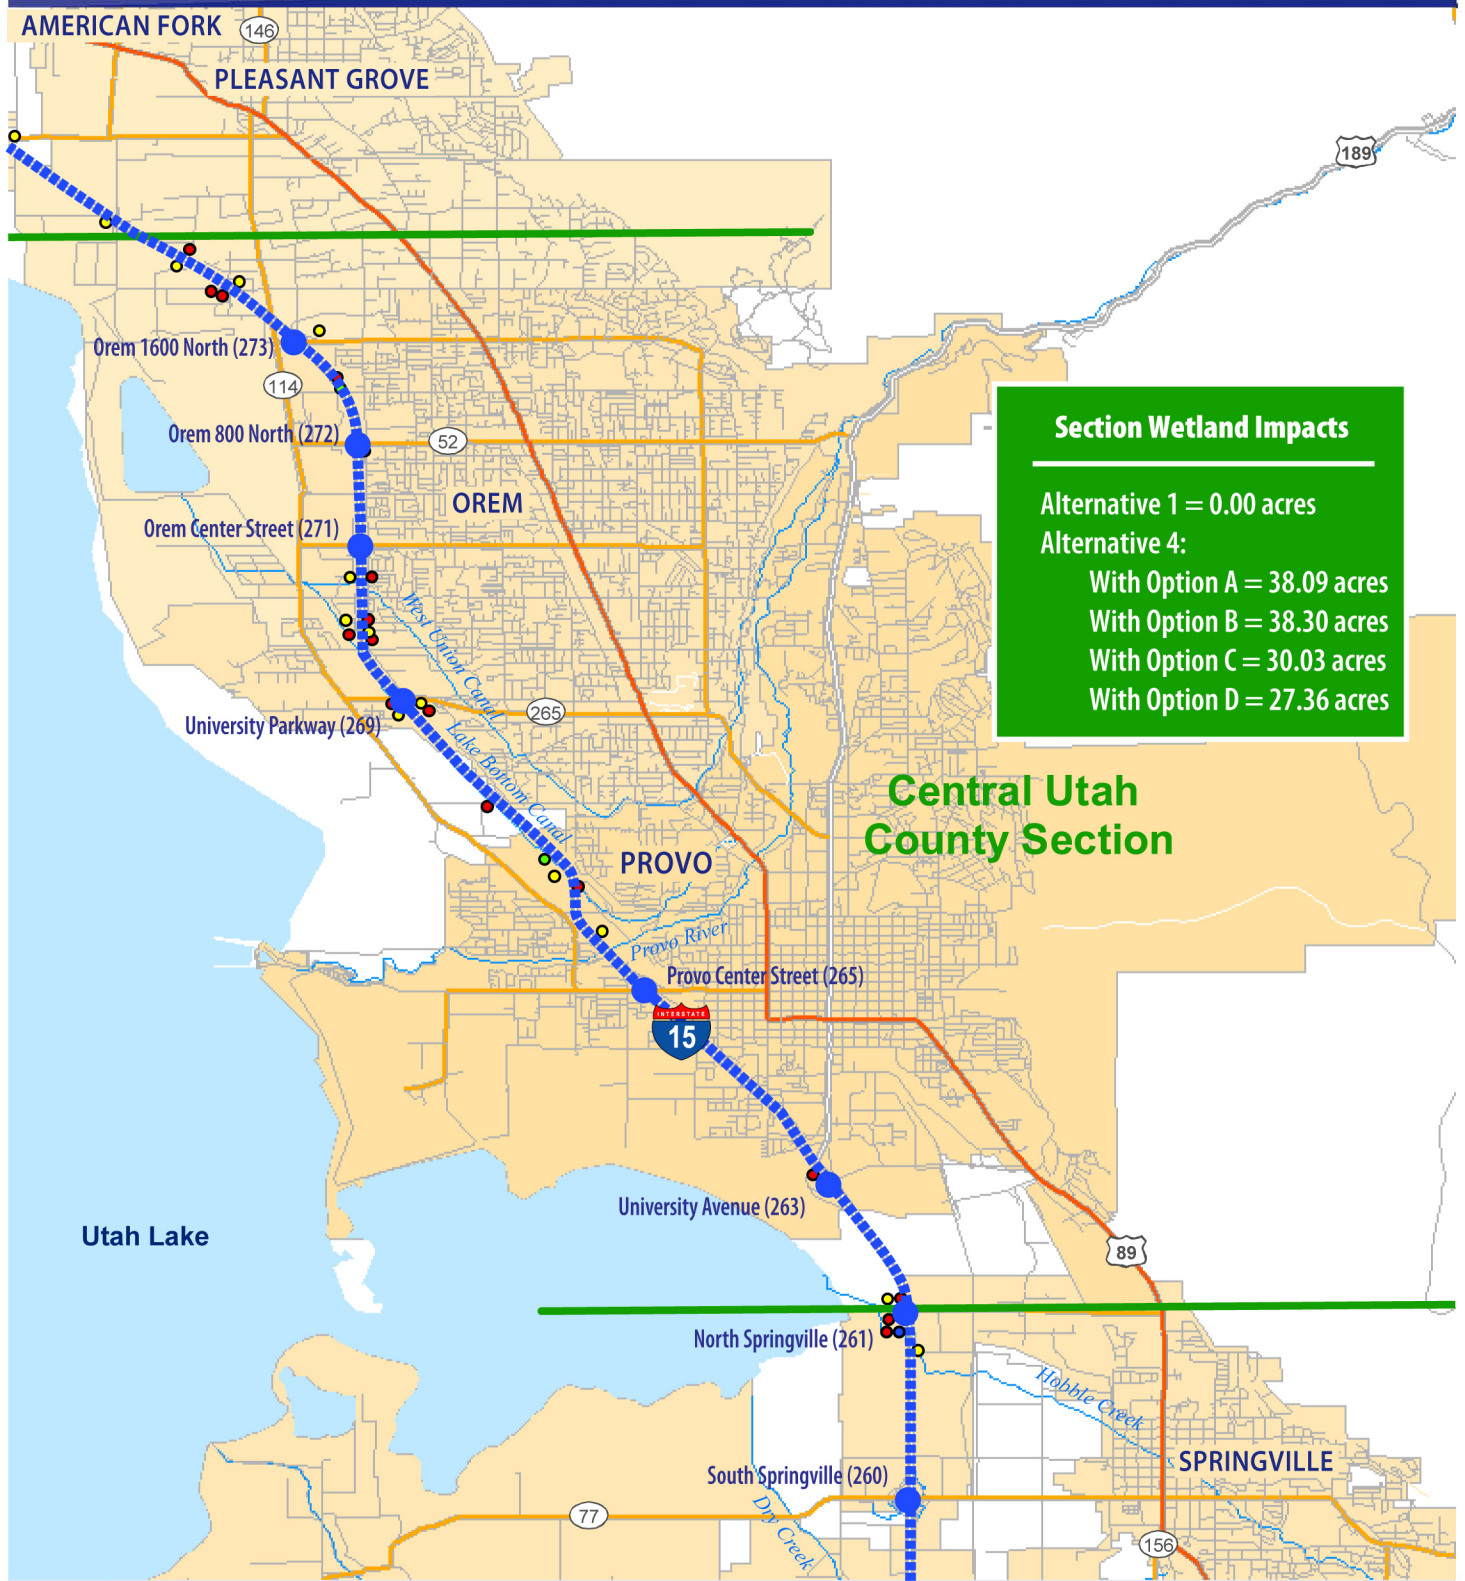 AMERICAN FORK
146
PLEASANT GROVE
189
Orem 1600 North (273)
114
Orem 800 North (272)
52
OREM
Orem Center Street (271)
West Union Canal
University Parkway (269)
265
Lake Bottom Canal
Section Wetland Impacts
Alternative 1 = 0.00 acres
Alternative 4:
With Option A = 38.09 acres
With Option B = 38.30 acres
With Option C = 30.03 acres
With Option D = 27.36 acres
Central Utah
County Section
PROVO
Provo River
Provo Center Street (265)
INTERSTATE
15
University Avenue (263)
Utah Lake
89
North Springville (261)
Hobble Creek
SPRINGVILLE
South Springville (260)
77
Dry Creek
156